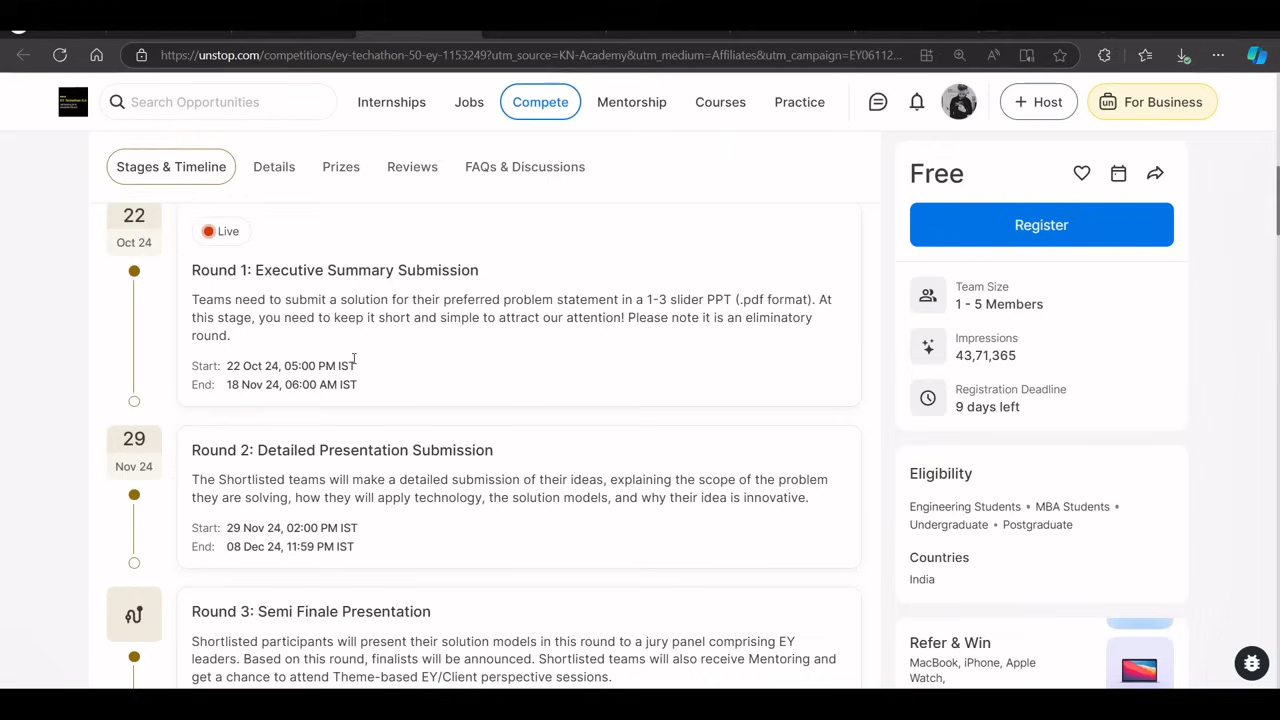 https://unstop.com/competitions/ey-techathon-50-ey-1153249?utm_source=KN-Academy&utm_medium=Affiliates&utm_campaign=EY06112...
Search Opportunities
Internships
Jobs
Compete
Mentorship
Courses
Practice
+ Host
un For Business
Stages & Timeline
Details
Prizes
Reviews
FAQs & Discussions
22
Oct 24
Live
Round 1: Executive Summary Submission
Teams need to submit a solution for their preferred problem statement in a 1-3 slider PPT (.pdf format). At
this stage, you need to keep it short and simple to attract our attention! Please note it is an eliminatory
round.
Start: 22 Oct 24, 05:00 PM IST
End: 18 Nov 24, 06:00 AM IST
29
Nov 24
Round 2: Detailed Presentation Submission
The Shortlisted teams will make a detailed submission of their ideas, explaining the scope of the problem
they are solving, how they will apply technology, the solution models, and why their idea is innovative.
Start: 29 Nov 24, 02:00 PM IST
End: 08 Dec 24, 11:59 PM IST
Round 3: Semi Finale Presentation
Shortlisted participants will present their solution models in this round to a jury panel comprising EY
leaders. Based on this round, finalists will be announced. Shortlisted teams will also receive Mentoring and
get a chance to attend Theme-based EY/Client perspective sessions.
Free
Register
Team Size
1 - 5 Members
Impressions
43,71,365
Registration Deadline
9 days left
Eligibility
Engineering Students • MBA Students •
Undergraduate • Postgraduate
Countries
India
Refer & Win
MacBook, iPhone, Apple
Watch,